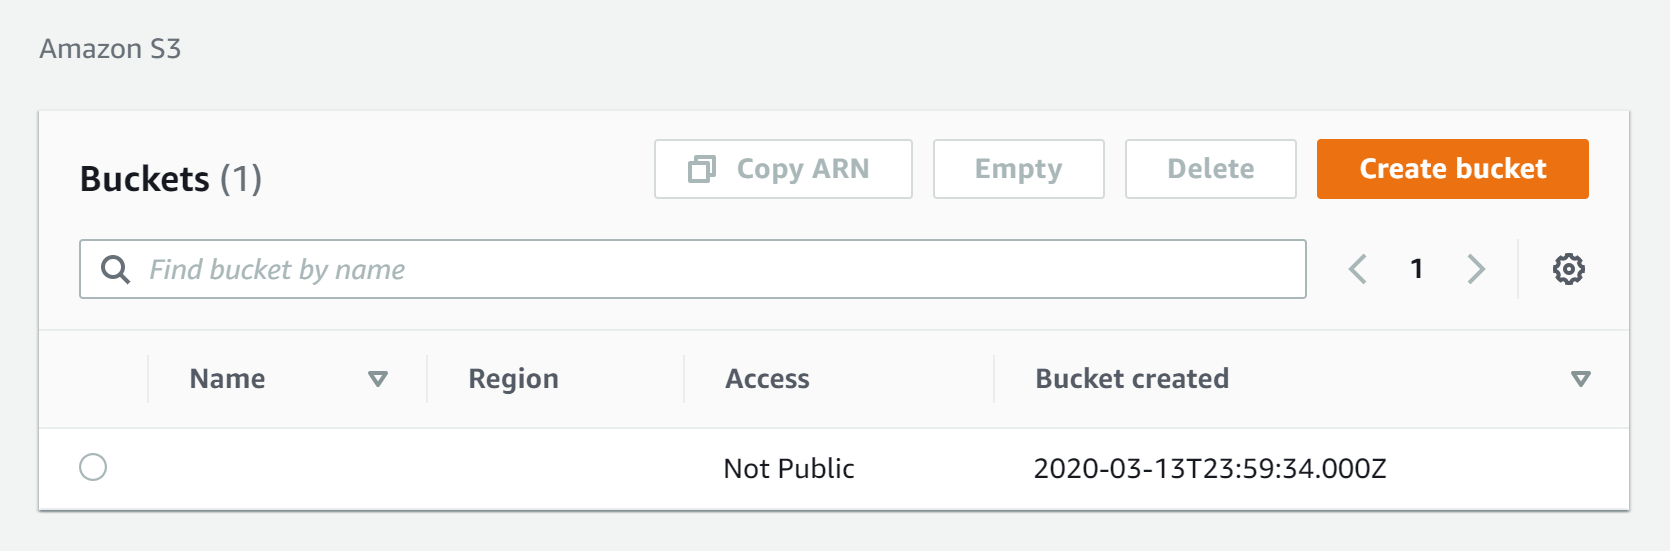 Amazon S3
Buckets (1)
Copy ARN
Empty
Delete
Create bucket
Find bucket by name
1
Name
Region
Access
Bucket created
Not Public
2020-03-13T23:59:34.000Z